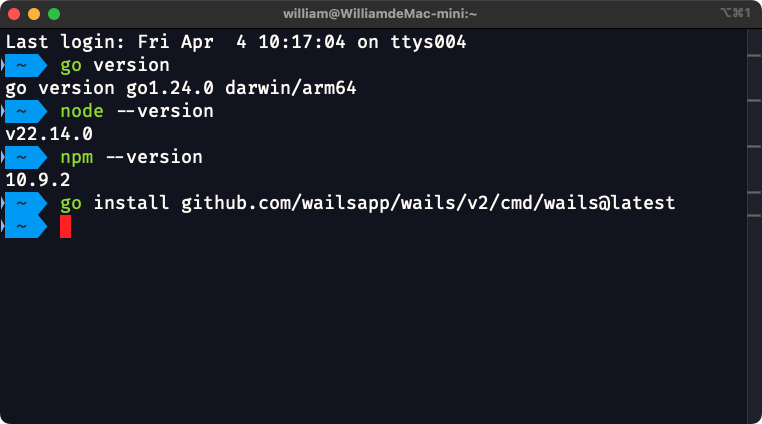 william@WilliamdeMac-mini:~
⌥⌘1
Last login: Fri Apr  4 10:17:04 on ttys004
~ go version
go version go1.24.0 darwin/arm64
~ node --version
v22.14.0
~ npm --version
10.9.2
~ go install github.com/wailsapp/wails/v2/cmd/wails@latest
~